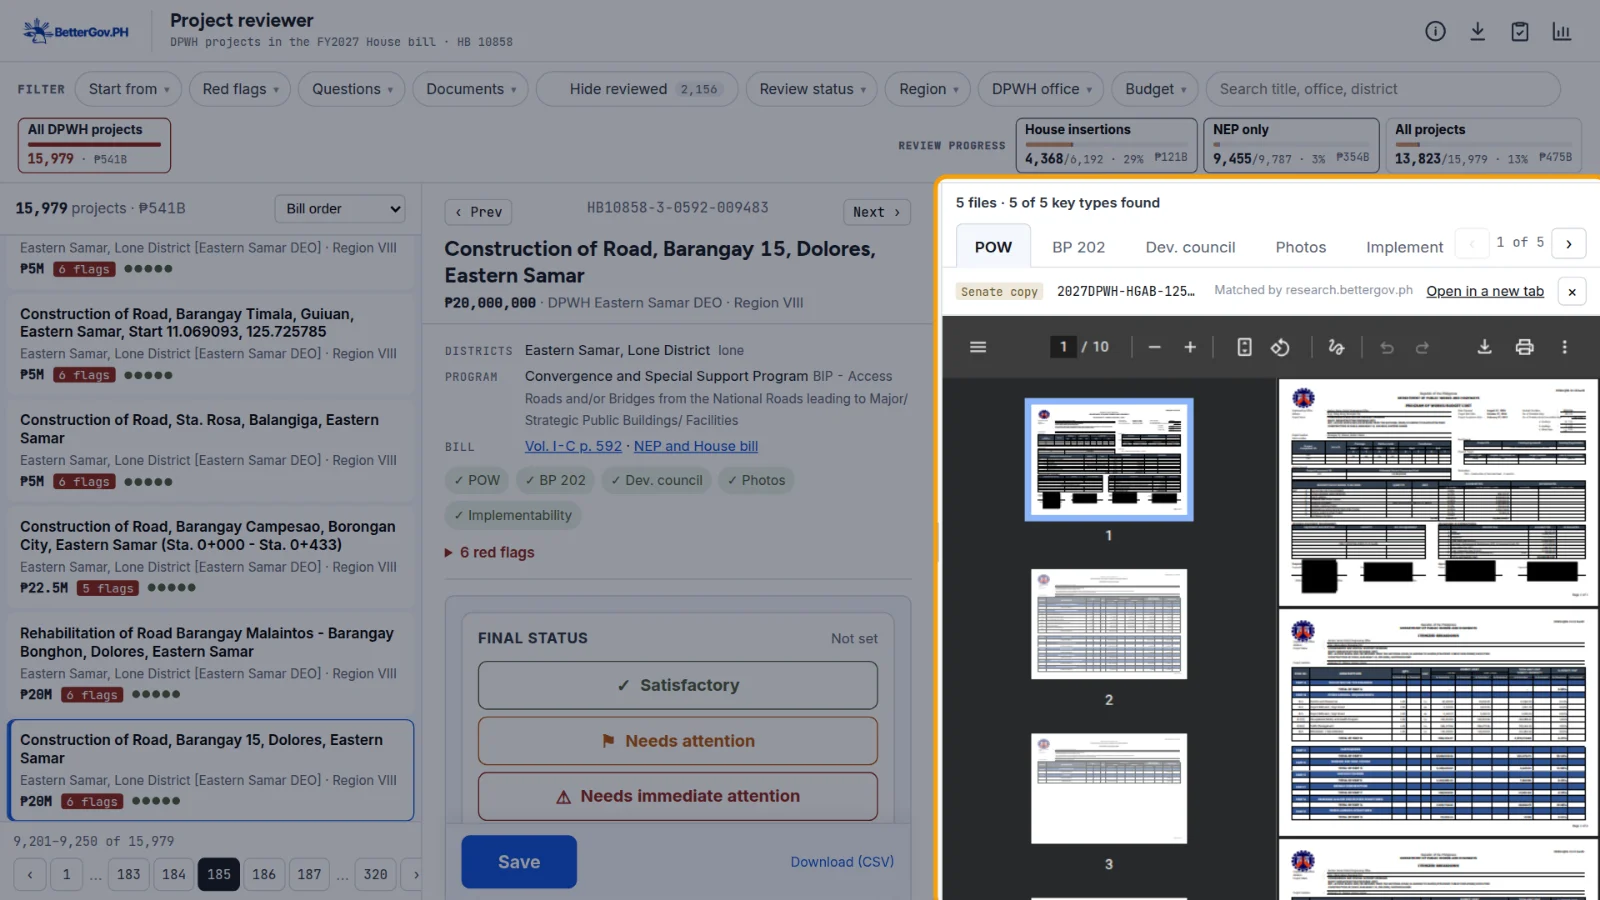 BetterGov.PH
Project reviewer
DPWH projects in the FY2027 House bill · HB 10858
FILTER
Start from
Red flags
Questions
Documents
Hide reviewed 2,156
Review status
Region
DPWH office
Budget
Search title, office, district
All DPWH projects
15,979 · ₱541B
REVIEW PROGRESS
House insertions
4,368/6,192 · 29% ₱121B
NEP only
9,455/9,787 · 3% ₱354B
All projects
13,823/15,979 · 13% ₱475B
15,979 projects · ₱541B
Bill order
Eastern Samar, Lone District [Eastern Samar DEO] · Region VIII
₱5M 6 flags
Construction of Road, Barangay Timala, Guiuan,
Eastern Samar, Start 11.069093, 125.725785
Eastern Samar, Lone District [Eastern Samar DEO] · Region VIII
₱5M 6 flags
Construction of Road, Sta. Rosa, Balangiga, Eastern
Samar
Eastern Samar, Lone District [Eastern Samar DEO] · Region VIII
₱5M 6 flags
Construction of Road, Barangay Campesao, Borongan
City, Eastern Samar (Sta. 0+000 - Sta. 0+433)
Eastern Samar, Lone District [Eastern Samar DEO] · Region VIII
₱22.5M 5 flags
Rehabilitation of Road Barangay Malaintos - Barangay
Bonghon, Dolores, Eastern Samar
Eastern Samar, Lone District [Eastern Samar DEO] · Region VIII
₱20M 6 flags
Construction of Road, Barangay 15, Dolores, Eastern
Samar
Eastern Samar, Lone District [Eastern Samar DEO] · Region VIII
₱20M 6 flags
9,201–9,250 of 15,979
‹ 1 … 183 184 185 186 187 … 320 ›
‹ Prev
HB10858-3-0592-009483
Next ›
Construction of Road, Barangay 15, Dolores,
Eastern Samar
₱20,000,000 · DPWH Eastern Samar DEO · Region VIII
DISTRICTS Eastern Samar, Lone District lone
PROGRAM Convergence and Special Support Program BIP - Access
Roads and/or Bridges from the National Roads leading to Major/
Strategic Public Buildings/ Facilities
BILL Vol. I-C p. 592 · NEP and House bill
✓ POW ✓ BP 202 ✓ Dev. council ✓ Photos
✓ Implementability
6 red flags
FINAL STATUS
Not set
✓ Satisfactory
Needs attention
Needs immediate attention
Save
Download (CSV)
5 files · 5 of 5 key types found
POW
BP 202
Dev. council
Photos
Implement
‹ 1 of 5 ›
Senate copy 2027DPWH-HGAB-125… Matched by research.bettergov.ph Open in a new tab ×
1 / 10
1
2
3